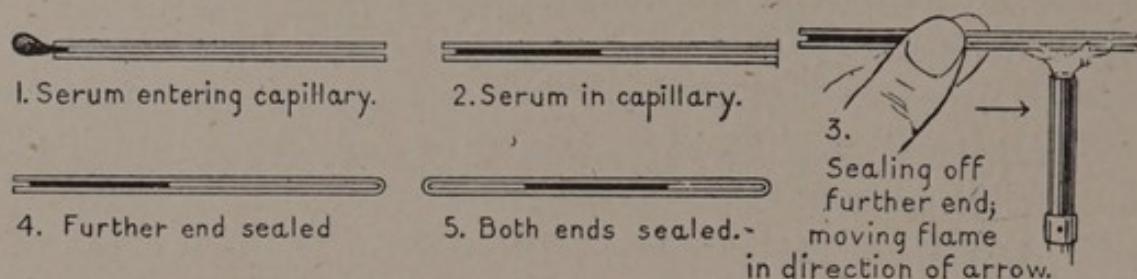 1. Serum entering capillary.
2. Serum in capillary.
3.
Sealing off
further end;
moving flame
in direction of arrow.
4. Further end sealed
5. Both ends sealed.-